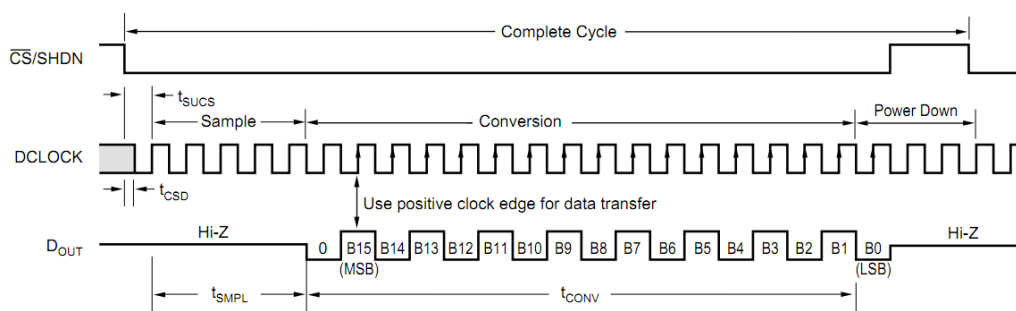 Complete Cycle
CS/SHDN
tSUCS
Sample
Conversion
Power Down
DCLOCK
tCSD
Use positive clock edge for data transfer
Hi-Z
Hi-Z
DOUT
0 B15 B14 B13 B12 B11 B10 B9 B8 B7 B6 B5 B4 B3 B2 B1 B0
(MSB) (LSB)
tSMPL
tCONV